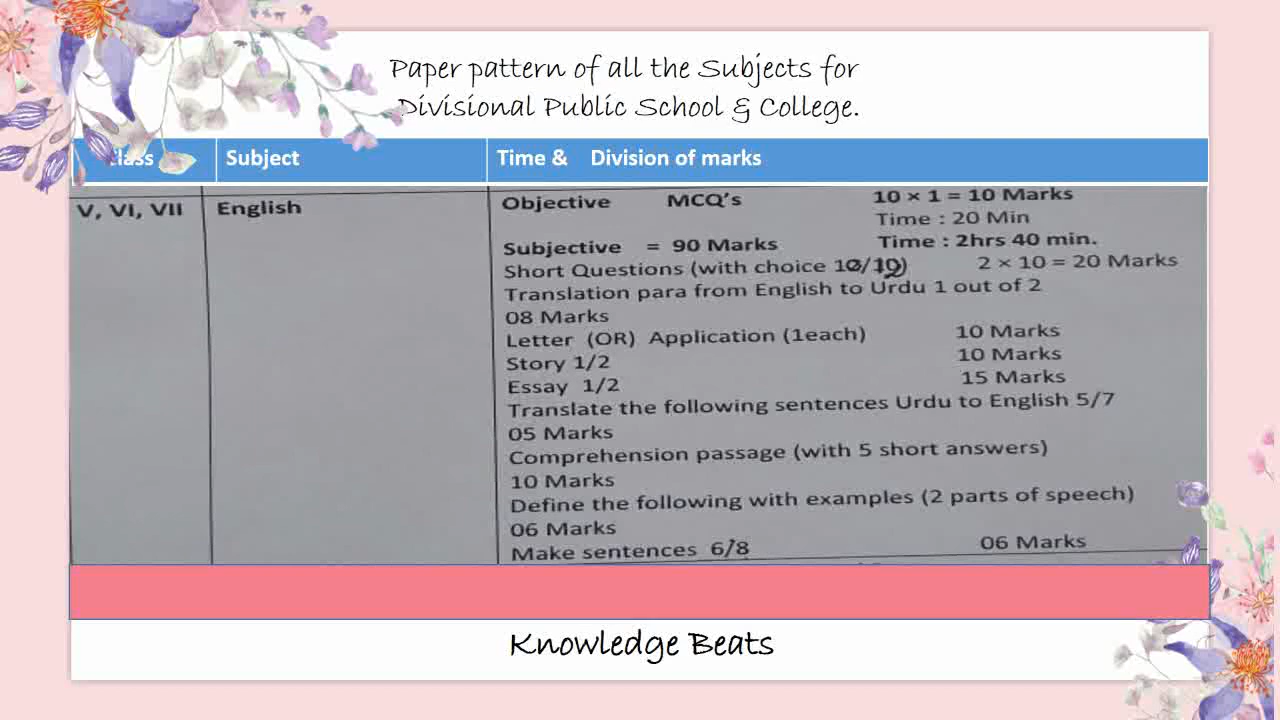 Paper pattern of all the Subjects for
Divisional Public School & College.
Class Subject Time & Division of marks
V, VI, VII English Objective MCQ's 10 × 1 = 10 Marks
Time : 20 Min
Subjective = 90 Marks Time : 2hrs 40 min.
Short Questions (with choice 10/12) 2 × 10 = 20 Marks
Translation para from English to Urdu 1 out of 2
08 Marks
Letter (OR) Application (1each) 10 Marks
Story 1/2 10 Marks
Essay 1/2 15 Marks
Translate the following sentences Urdu to English 5/7
05 Marks
Comprehension passage (with 5 short answers)
10 Marks
Define the following with examples (2 parts of speech)
06 Marks
Make sentences 6/8 06 Marks
Knowledge Beats